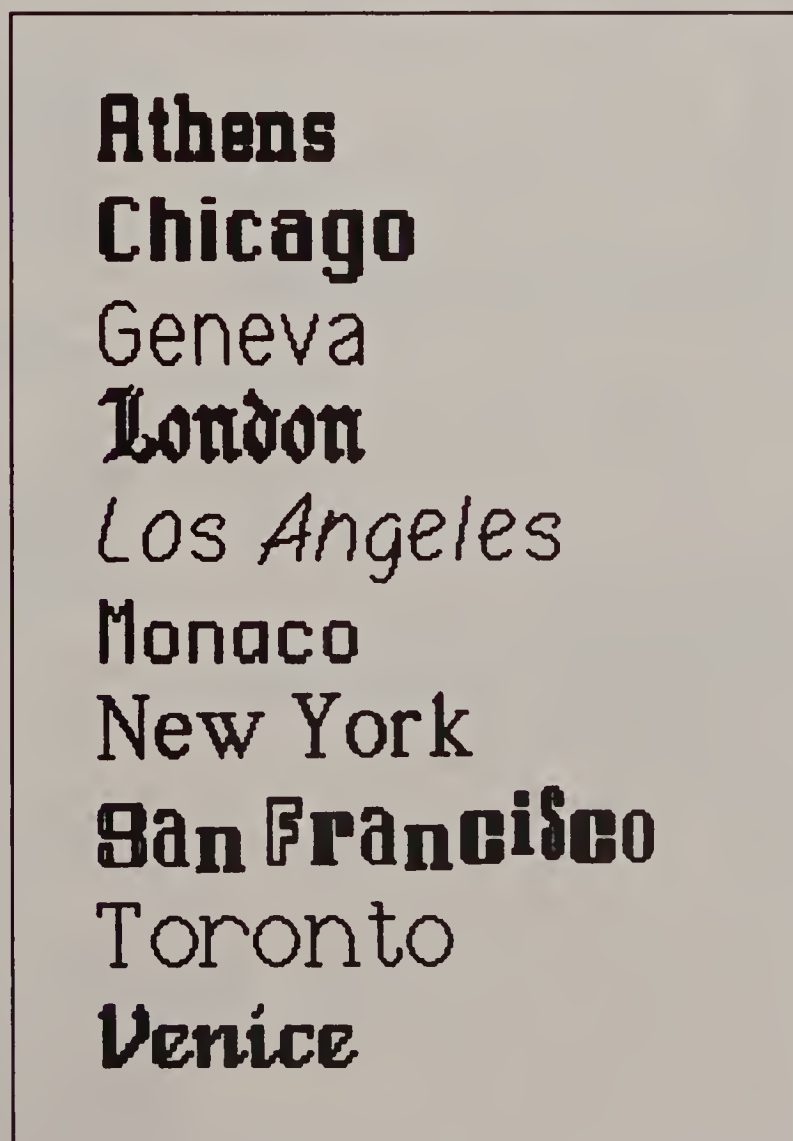 Athens
Chicago
Geneva
London
Los Angeles
Monaco
New York
San Francisco
Toronto
Venice